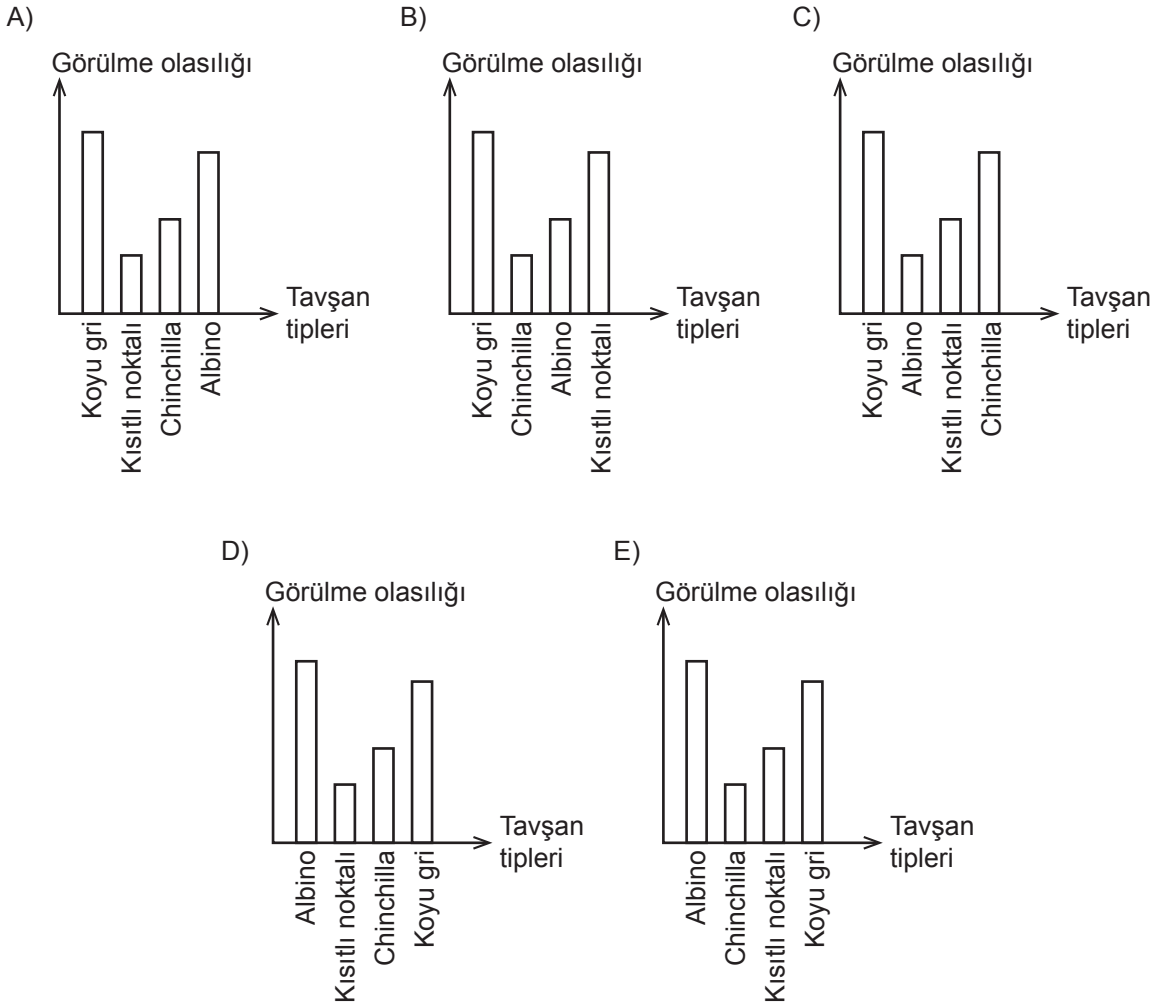 A)
Görülme olasılığı
Tavşan
tipleri
Koyu gri
Kısıtlı noktalı
Chinchilla
Albino
B)
Görülme olasılığı
Tavşan
tipleri
Koyu gri
Chinchilla
Albino
Kısıtlı noktalı
C)
Görülme olasılığı
Tavşan
tipleri
Koyu gri
Albino
Kısıtlı noktalı
Chinchilla
D)
Görülme olasılığı
Tavşan
tipleri
Albino
Kısıtlı noktalı
Chinchilla
Koyu gri
E)
Görülme olasılığı
Tavşan
tipleri
Albino
Chinchilla
Kısıtlı noktalı
Koyu gri